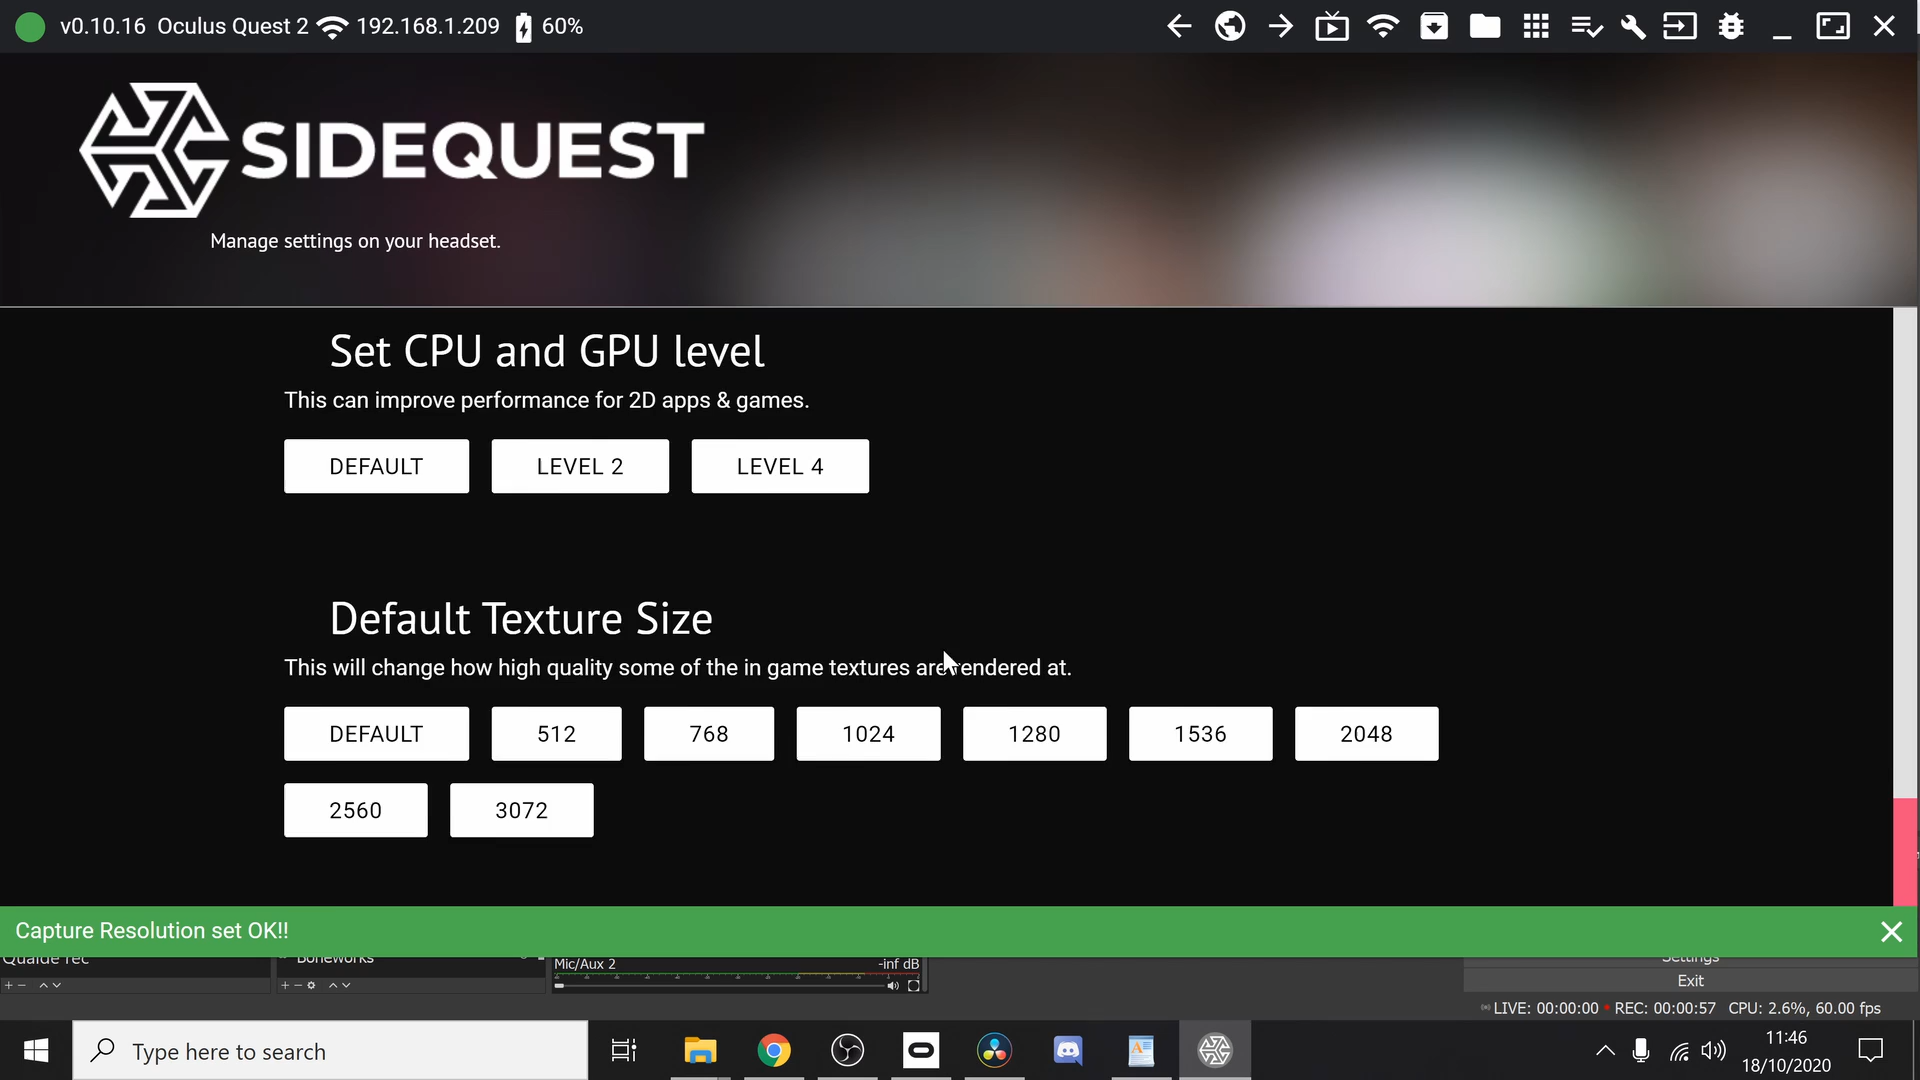 v0.10.16 Oculus Quest 2 192.168.1.209 60%
SIDEQUEST
Manage settings on your headset.
Set CPU and GPU level
This can improve performance for 2D apps & games.
DEFAULT LEVEL 2 LEVEL 4
Default Texture Size
This will change how high quality some of the in game textures are rendered at.
DEFAULT 512 768 1024 1280 1536 2048
2560 3072
Capture Resolution set OK!!
Boneworks Mic/Aux 2 -inf dB Settings
Exit
LIVE: 00:00:00 REC: 00:00:57 CPU: 2.6%, 60.00 fps
Type here to search
11:46
18/10/2020